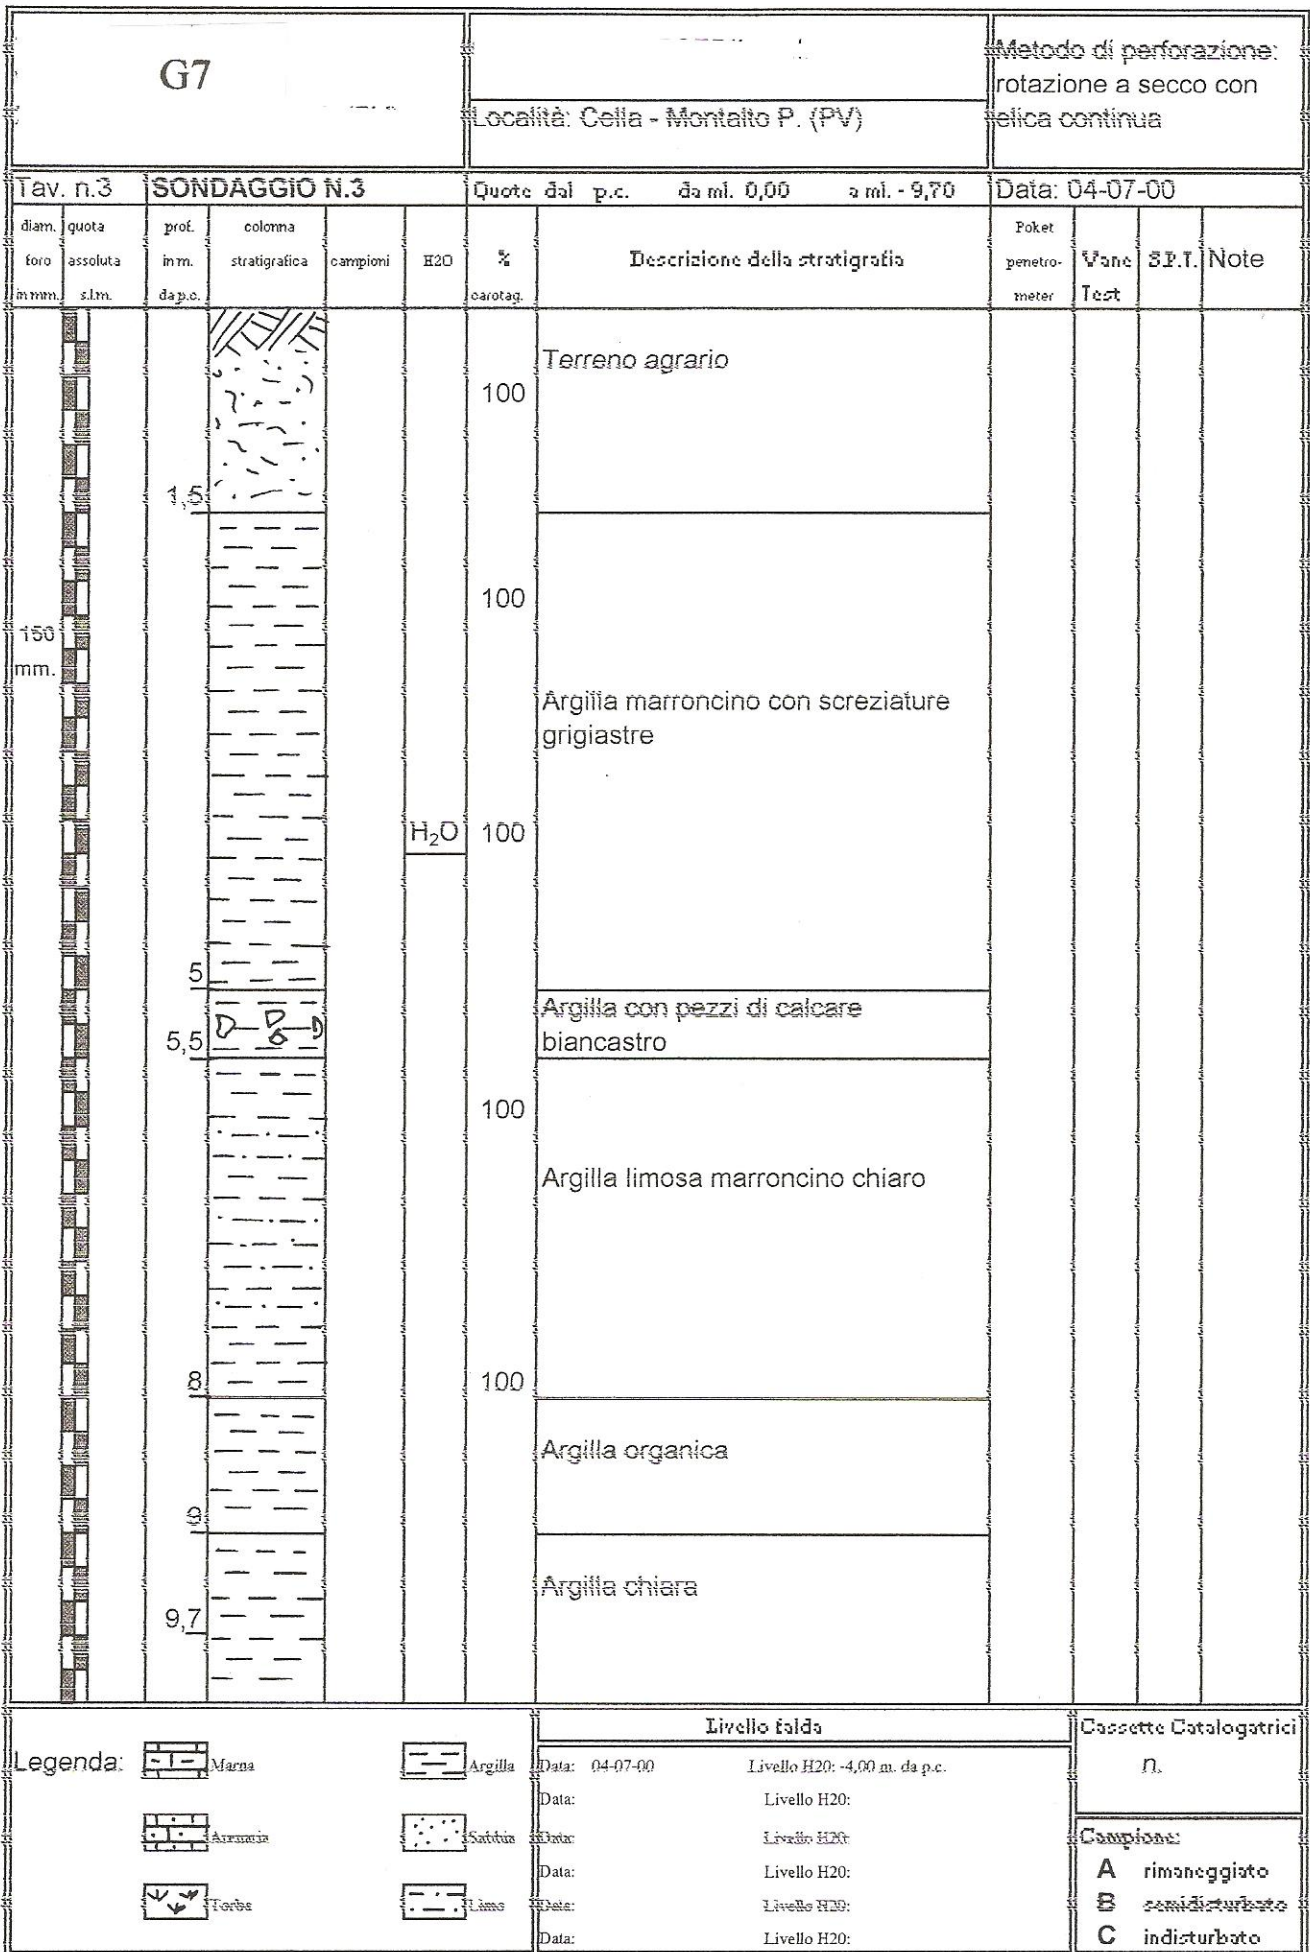 G7
Località: Cella - Montalto P. (PV)
Metodo di perforazione:
rotazione a secco con
elica continua
Tav. n.3 SONDAGGIO N.3 Quote dal p.c. da ml. 0,00 a ml. - 9,70 Data: 04-07-00
diam. foro in mm.
quota assoluta s.l.m.
prof. in m. da p.c.
colonna stratigrafica
campioni
H2O
% carotag.
Descrizione della stratigrafia
Poket penetro-meter
Vane Test
S.P.T.
Note
Terreno agrario
100
1,5
100
150
mm.
Argilla marroncino con screziature
grigiastre
H₂O 100
5
Argilla con pezzi di calcare
biancastro
5,5
100
Argilla limosa marroncino chiaro
8 100
Argilla organica
9
Argilla chiara
9,7
Legenda:
Marna
Argilla
Arenaria
Sabbia
Torba
Limo
Livello falda
Data: 04-07-00 Livello H20: -4,00 m. da p.c.
Data: Livello H20:
Data: Livello H20:
Data: Livello H20:
Data: Livello H20:
Data: Livello H20:
Cassette Catalogatrici
n.
Campione:
A rimaneggiato
B semidisturbato
C indisturbato